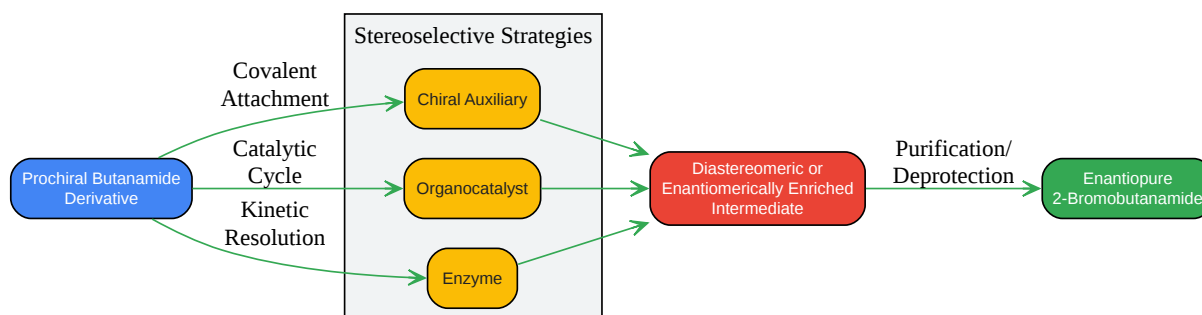 Stereoselective Strategies
Covalent
Attachment
Chiral Auxiliary
Catalytic
Cycle
Prochiral Butanamide
Derivative
Organocatalyst
Diastereomeric or
Enantiomerically Enriched
Intermediate
Purification/
Deprotection
Enantiopure
2-Bromobutanamide
Kinetic
Resolution
Enzyme